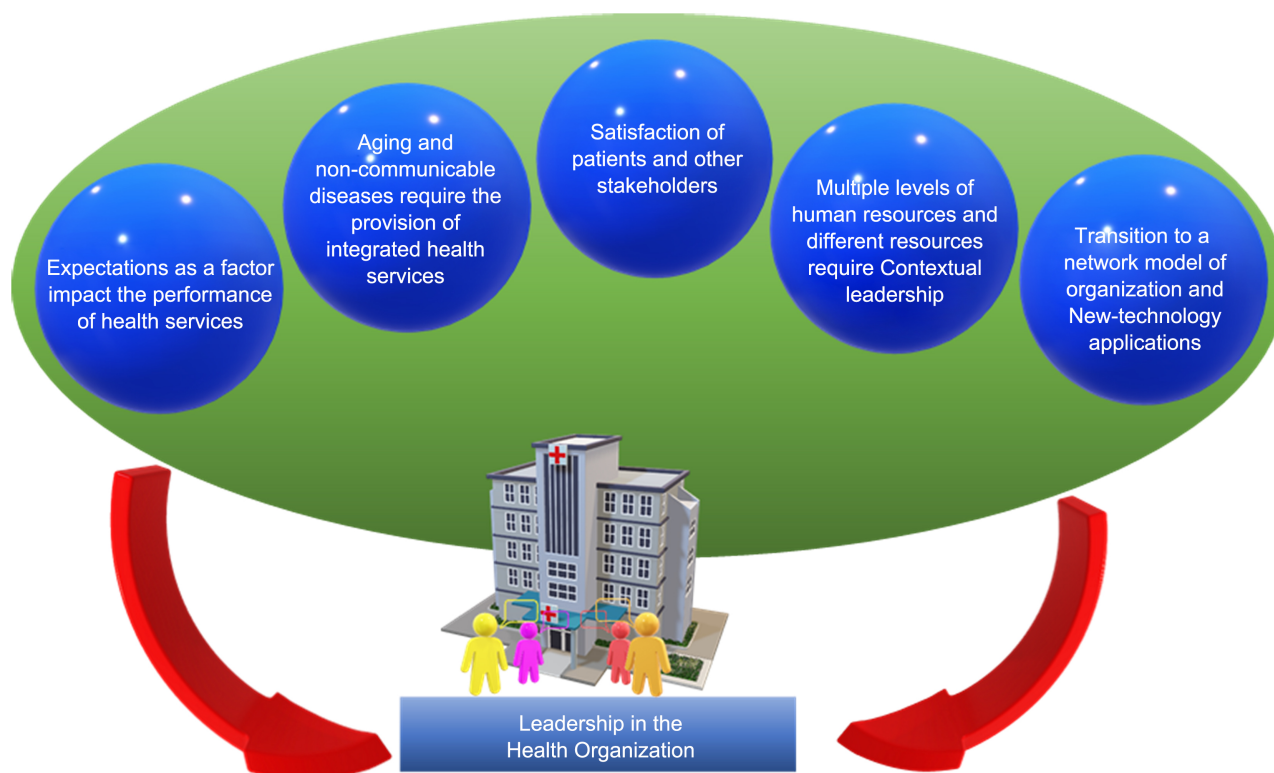 Expectations as a factor
impact the performance
of health services
Aging and
non-communicable
diseases require the
provision of
integrated health
services
Satisfaction of
patients and other
stakeholders
Multiple levels of
human resources and
different resources
require Contextual
leadership
Transition to a
network model of
organization and
New-technology
applications
Leadership in the
Health Organization